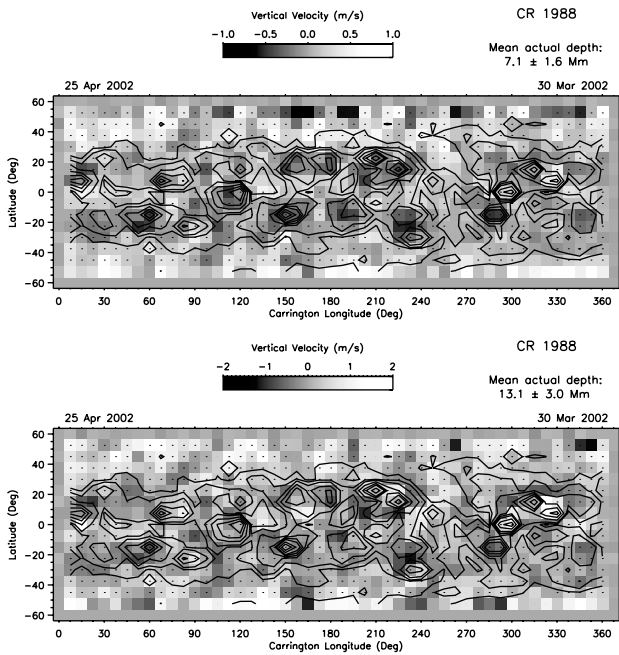 Vertical Velocity (m/s)
CR 1988
−1.0 −0.5 0.0 0.5 1.0
Mean actual depth:
7.1 ± 1.6 Mm
25 Apr 2002
30 Mar 2002
60
40
20
0
−20
−40
−60
Latitude (Deg)
0 30 60 90 120 150 180 210 240 270 300 330 360
Carrington Longitude (Deg)
Vertical Velocity (m/s)
CR 1988
−2 −1 0 1 2
Mean actual depth:
13.1 ± 3.0 Mm
25 Apr 2002
30 Mar 2002
60
40
20
0
−20
−40
−60
Latitude (Deg)
0 30 60 90 120 150 180 210 240 270 300 330 360
Carrington Longitude (Deg)